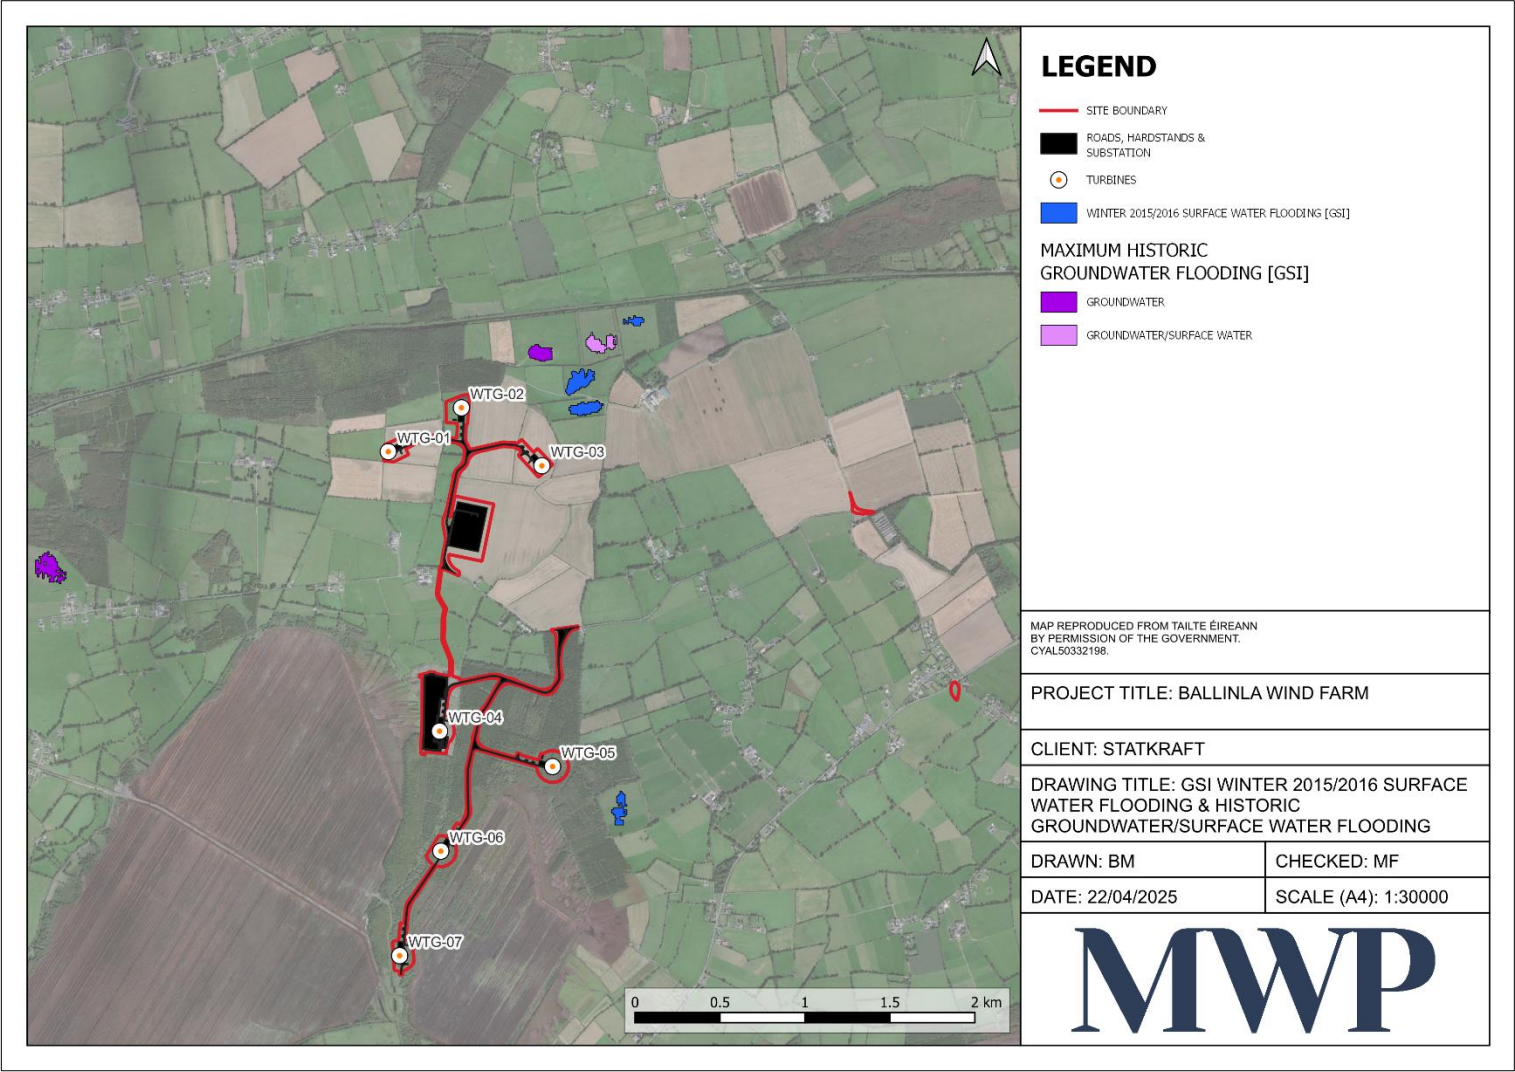 LEGEND
SITE BOUNDARY
ROADS, HARDSTANDS &
SUBSTATION
TURBINES
WINTER 2015/2016 SURFACE WATER FLOODING [GSI]
MAXIMUM HISTORIC
GROUNDWATER FLOODING [GSI]
GROUNDWATER
GROUNDWATER/SURFACE WATER
WTG-02
WTG-01
WTG-03
WTG-04
WTG-05
WTG-06
WTG-07
0 0.5 1 1.5 2 km
MAP REPRODUCED FROM TAILTE ÉIREANN
BY PERMISSION OF THE GOVERNMENT.
CYAL50332198.
PROJECT TITLE: BALLINLA WIND FARM
CLIENT: STATKRAFT
DRAWING TITLE: GSI WINTER 2015/2016 SURFACE
WATER FLOODING & HISTORIC
GROUNDWATER/SURFACE WATER FLOODING
DRAWN: BM
CHECKED: MF
DATE: 22/04/2025
SCALE (A4): 1:30000
MWP